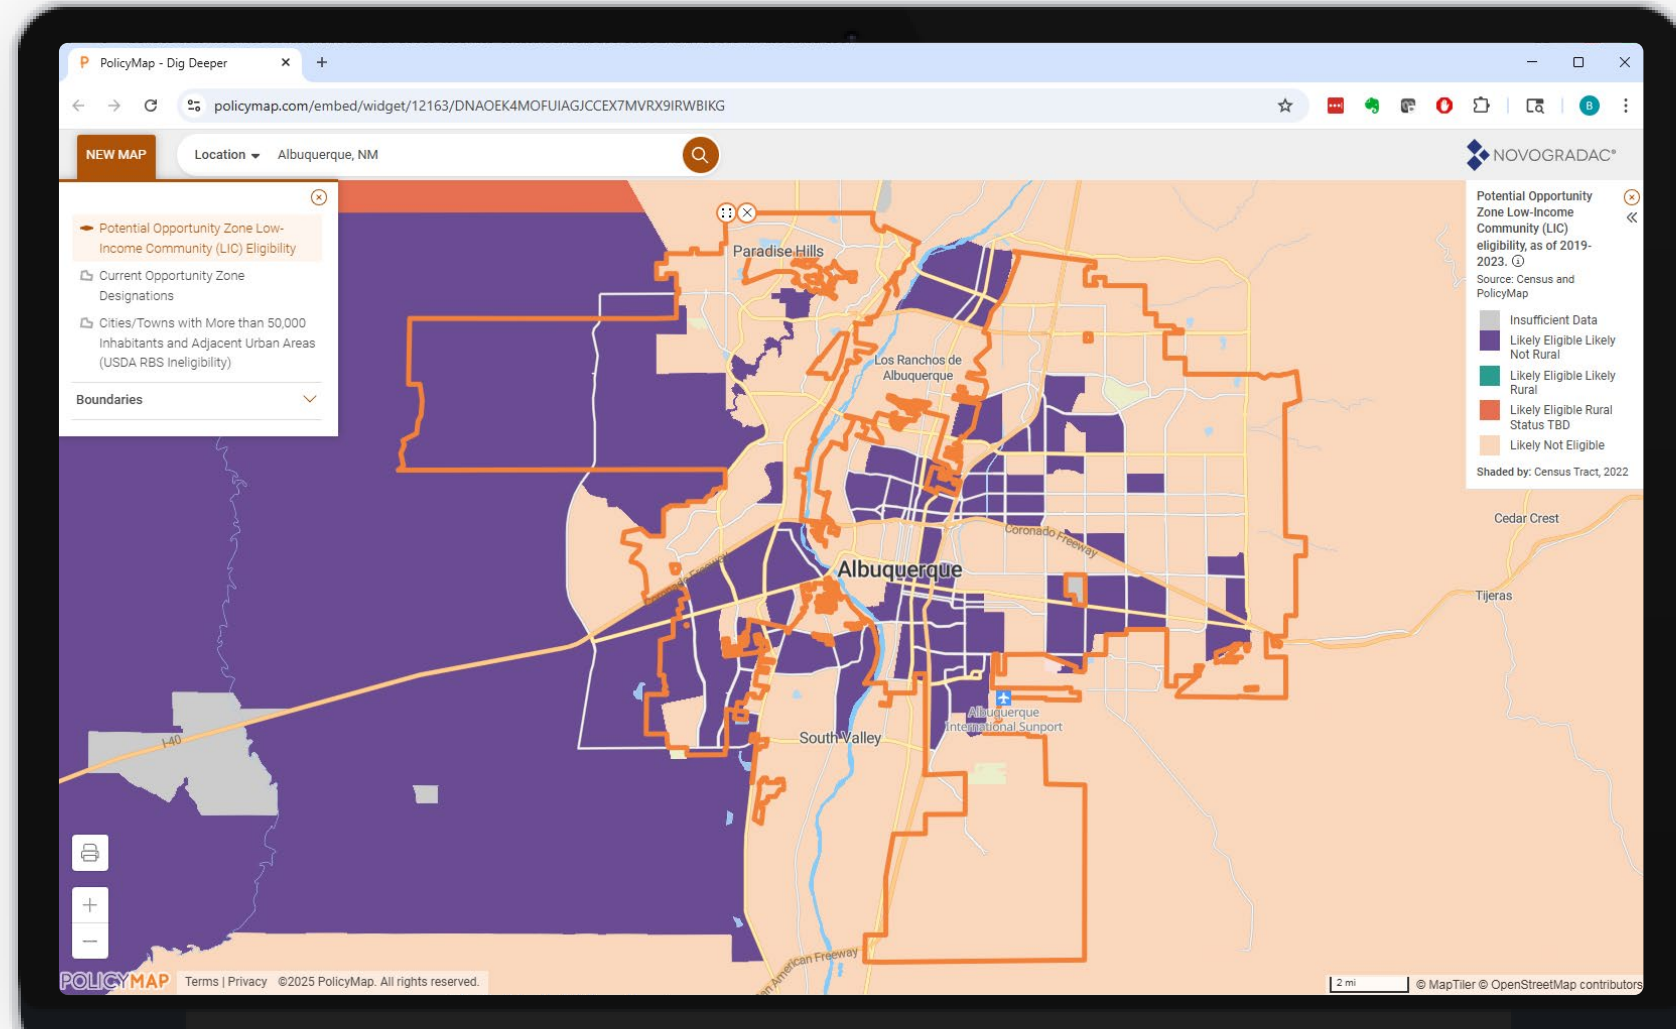 PolicyMap - Dig Deeper
policymap.com/embed/widget/12163/DNAOEK4MOFUIAGJCCEX7MVRX9IRWBIKG
B
NEW MAP
Location
Albuquerque, NM
NOVOGRADAC®
Potential Opportunity Zone Low-
Income Community (LIC) Eligibility
Current Opportunity Zone
Designations
Cities/Towns with More than 50,000
Inhabitants and Adjacent Urban Areas
(USDA RBS Ineligibility)
Boundaries
Potential Opportunity
Zone Low-Income
Community (LIC)
eligibility, as of 2019-
2023.
Source: Census and
PolicyMap
Insufficient Data
Likely Eligible Likely
Not Rural
Likely Eligible Likely
Rural
Likely Eligible Rural
Status TBD
Likely Not Eligible
Shaded by: Census Tract, 2022
Paradise Hills
Los Ranchos de
Albuquerque
Coronado Freeway
Cedar Crest
Albuquerque
Tijeras
Albuquerque
International Sunport
South Valley
I-40
American Freeway
POLICYMAP
Terms | Privacy ©2025 PolicyMap. All rights reserved.
2 mi
© MapTiler © OpenStreetMap contributors